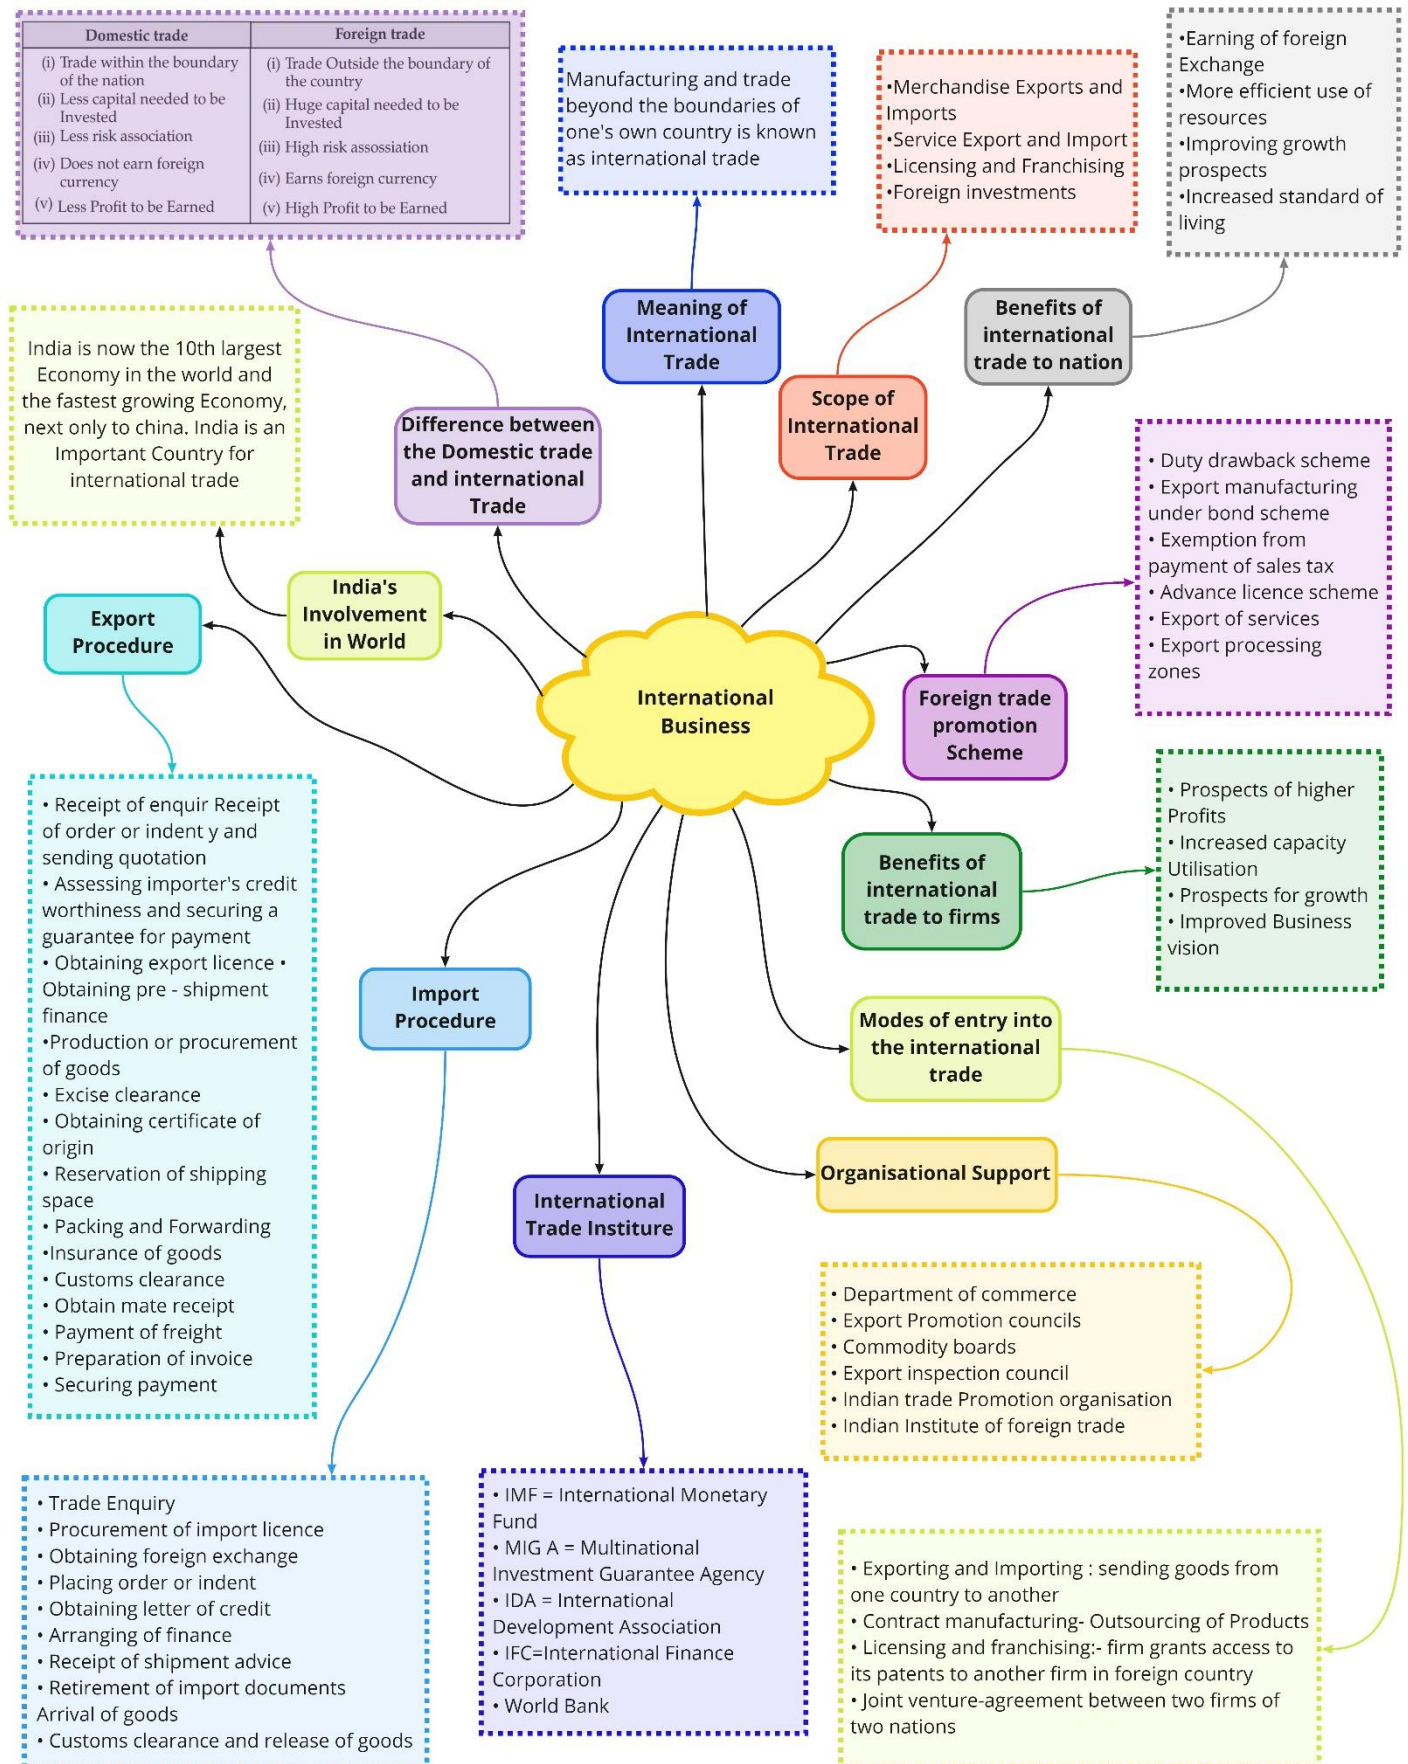 Domestic trade
(i) Trade within the boundary
of the nation
(ii) Less capital needed to be
Invested
(iii) Less risk association
(iv) Does not earn foreign
currency
(v) Less Profit to be Earned
Foreign trade
(i) Trade Outside the boundary of
the country
(ii) Huge capital needed to be
Invested
(iii) High risk assossiation
(iv) Earns foreign currency
(v) High Profit to be Earned
Manufacturing and trade
beyond the boundaries of
one's own country is known
as international trade
•Merchandise Exports and
Imports
•Service Export and Import
•Licensing and Franchising
•Foreign investments
•Earning of foreign
Exchange
•More efficient use of
resources
•Improving growth
prospects
•Increased standard of
living
Meaning of
International
Trade
Scope of
International
Trade
Benefits of
international
trade to nation
India is now the 10th largest
Economy in the world and
the fastest growing Economy,
next only to china. India is an
Important Country for
international trade
Difference between
the Domestic trade
and international
Trade
• Duty drawback scheme
• Export manufacturing
under bond scheme
• Exemption from
payment of sales tax
• Advance licence scheme
• Export of services
• Export processing
zones
India's
Involvement
in World
Export
Procedure
International
Business
Foreign trade
promotion
Scheme
• Receipt of enquir Receipt
of order or indent y and
sending quotation
• Assessing importer's credit
worthiness and securing a
guarantee for payment
• Obtaining export licence •
Obtaining pre - shipment
finance
•Production or procurement
of goods
• Excise clearance
• Obtaining certificate of
origin
• Reservation of shipping
space
• Packing and Forwarding
•Insurance of goods
• Customs clearance
• Obtain mate receipt
• Payment of freight
• Preparation of invoice
• Securing payment
Benefits of
international
trade to firms
• Prospects of higher
Profits
• Increased capacity
Utilisation
• Prospects for growth
• Improved Business
vision
Import
Procedure
Modes of entry into
the international
trade
Organisational Support
International
Trade Institure
• Department of commerce
• Export Promotion councils
• Commodity boards
• Export inspection council
• Indian trade Promotion organisation
• Indian Institute of foreign trade
• Trade Enquiry
• Procurement of import licence
• Obtaining foreign exchange
• Placing order or indent
• Obtaining letter of credit
• Arranging of finance
• Receipt of shipment advice
• Retirement of import documents
Arrival of goods
• Customs clearance and release of goods
• IMF = International Monetary
Fund
• MIG A = Multinational
Investment Guarantee Agency
• IDA = International
Development Association
• IFC=International Finance
Corporation
• World Bank
• Exporting and Importing : sending goods from
one country to another
• Contract manufacturing- Outsourcing of Products
• Licensing and franchising:- firm grants access to
its patents to another firm in foreign country
• Joint venture-agreement between two firms of
two nations